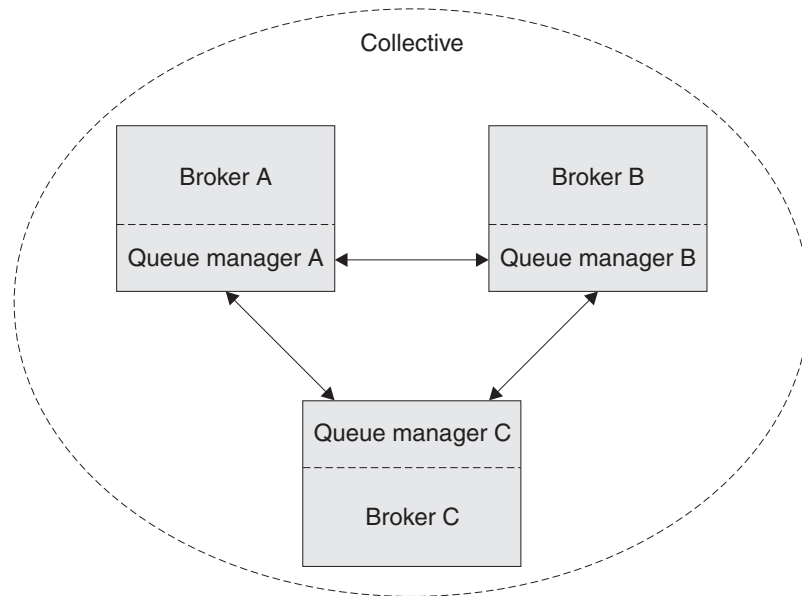 Collective
Broker A
Broker B
Queue manager A
Queue manager B
Queue manager C
Broker C